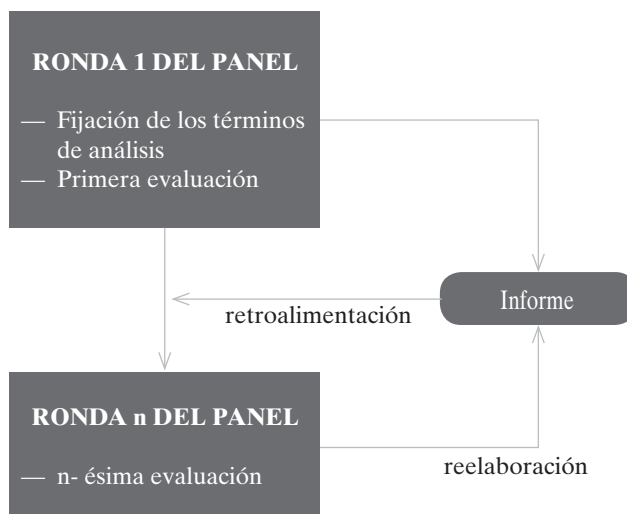 RONDA 1 DEL PANEL
— Fijación de los términos
de análisis
— Primera evaluación
Informe
retroalimentación
RONDA n DEL PANEL
— n- ésima evaluación
reelaboración